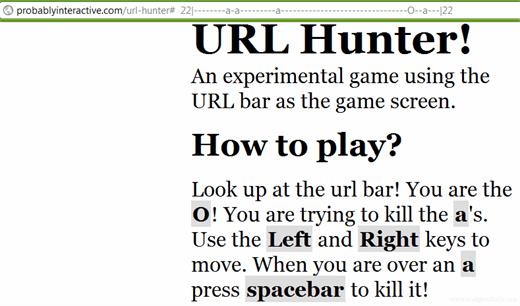 probablyinteractive.com/url-hunter# 22|--------a-a-------a-----------------------------O--a---|22
URL Hunter!
An experimental game using the
URL bar as the game screen.
How to play?
Look up at the url bar! You are the
O! You are trying to kill the a's.
Use the Left and Right keys to
move. When you are over an a
press spacebar to kill it!